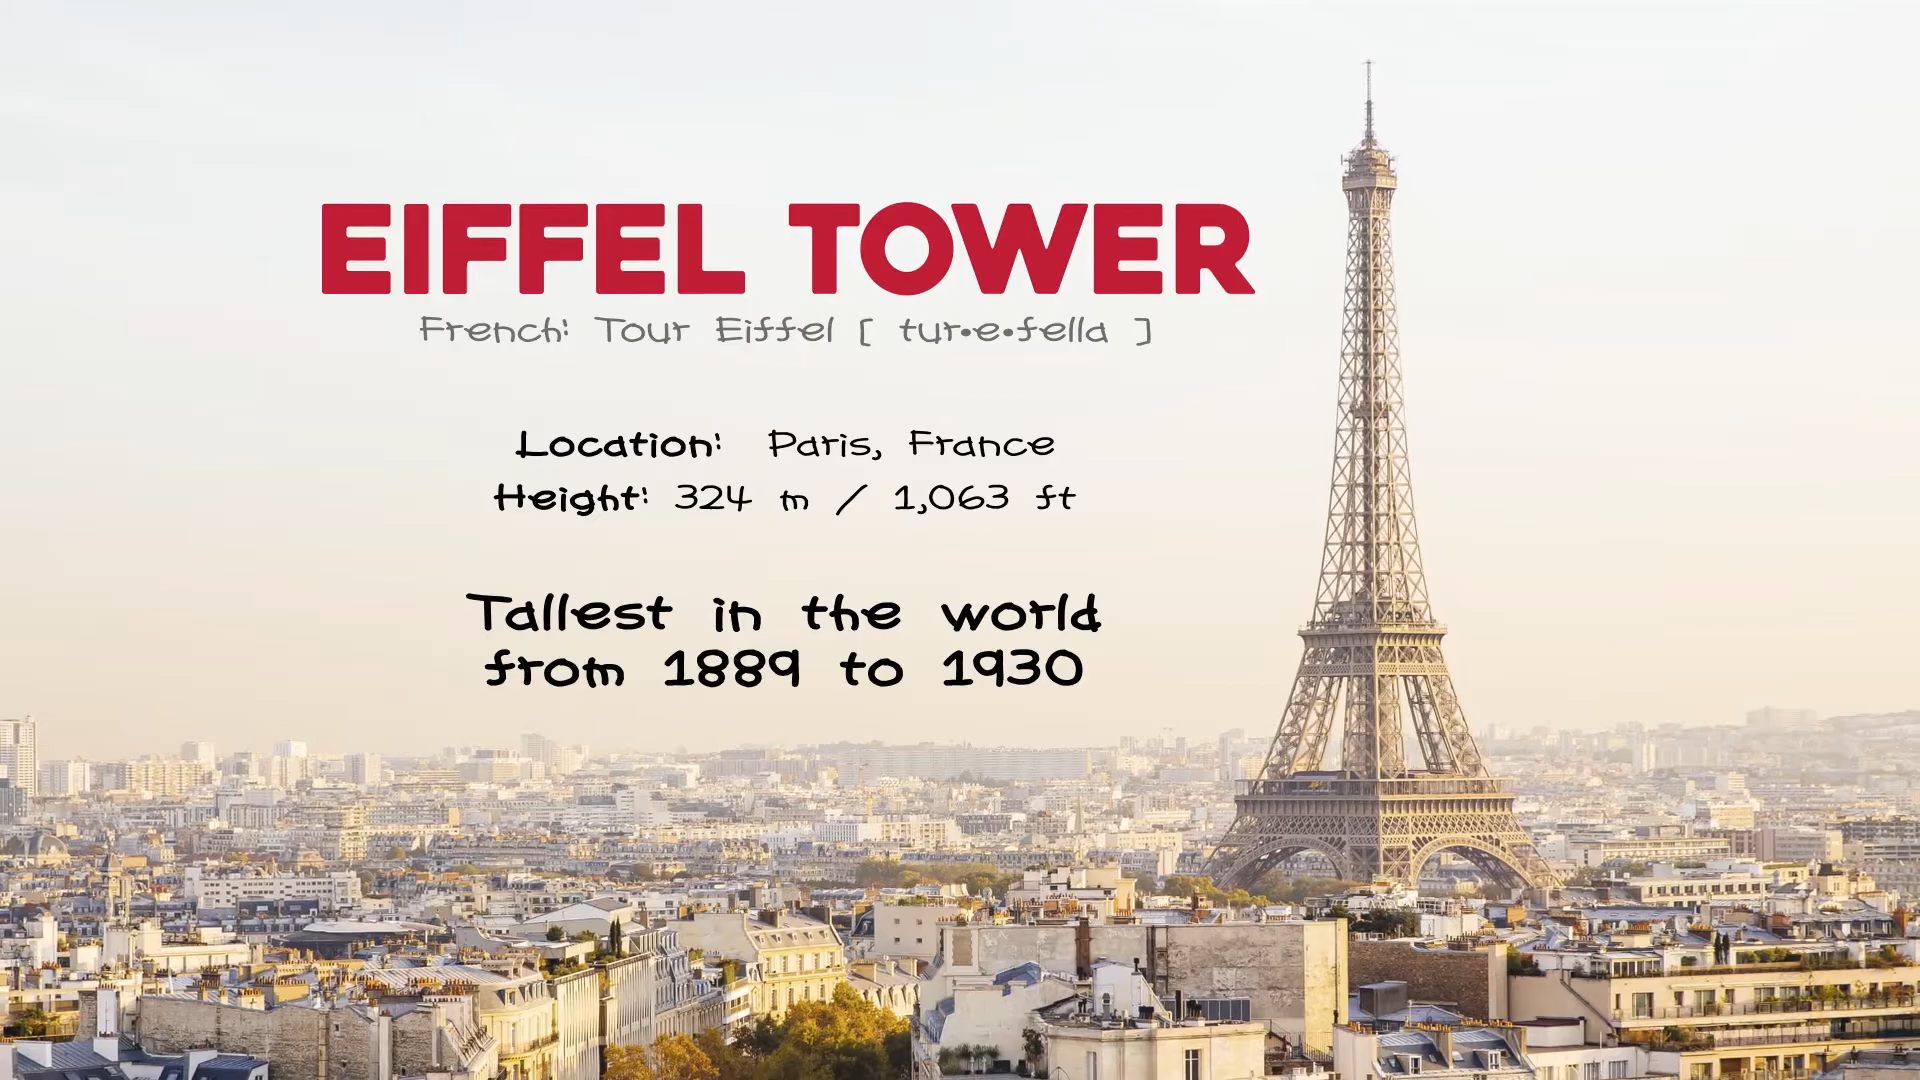 EIFFEL TOWER
French: Tour Eiffel [ tur•e•fella ]
Location: Paris, France
Height: 324 m / 1,063 ft
Tallest in the world
from 1889 to 1930